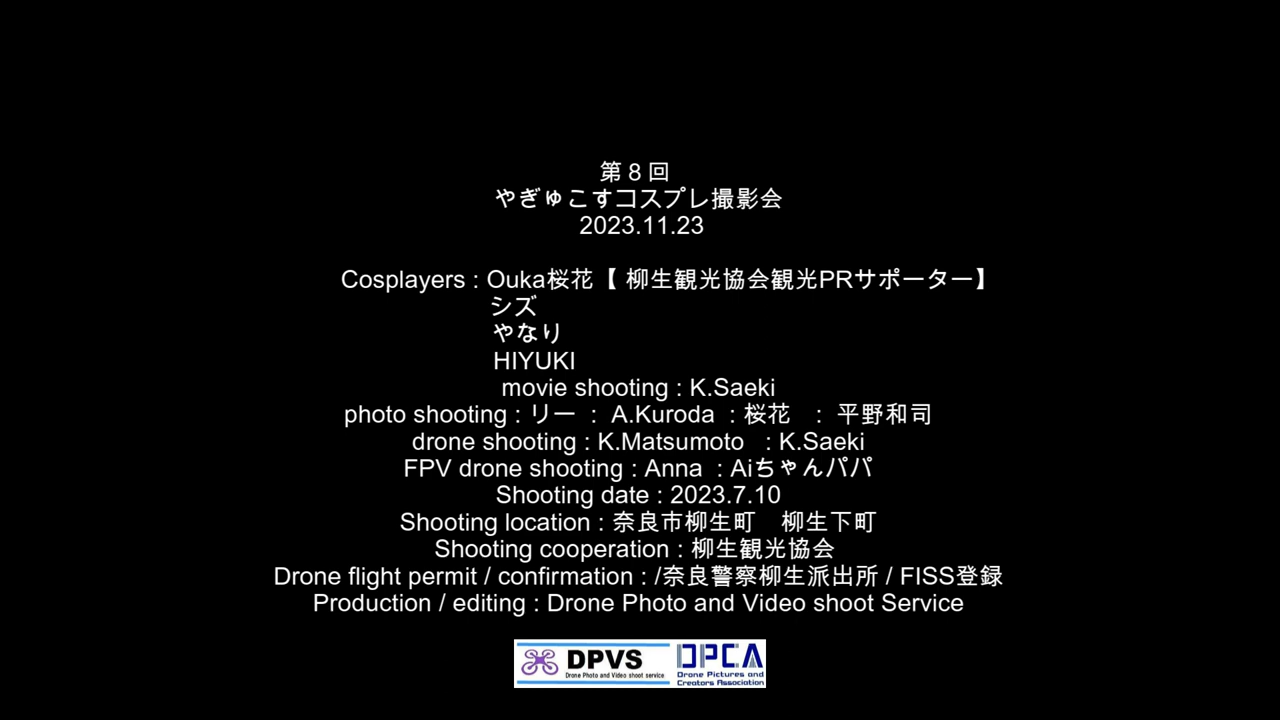 第 8 回
やぎゅこすコスプレ撮影会
2023.11.23
Cosplayers : Ouka桜花【 柳生観光協会観光PRサポーター】
シズ
やなり
HIYUKI
movie shooting : K.Saeki
photo shooting : リー : A.Kuroda : 桜花 : 平野和司
drone shooting : K.Matsumoto : K.Saeki
FPV drone shooting : Anna : Aiちゃんパパ
Shooting date : 2023.7.10
Shooting location : 奈良市柳生町 柳生下町
Shooting cooperation : 柳生観光協会
Drone flight permit / confirmation : /奈良警察柳生派出所 / FISS登録
Production / editing : Drone Photo and Video shoot Service
DPVS
Drone Photo and Video shoot service
DPCA
Drone Pictures and
Creators Association